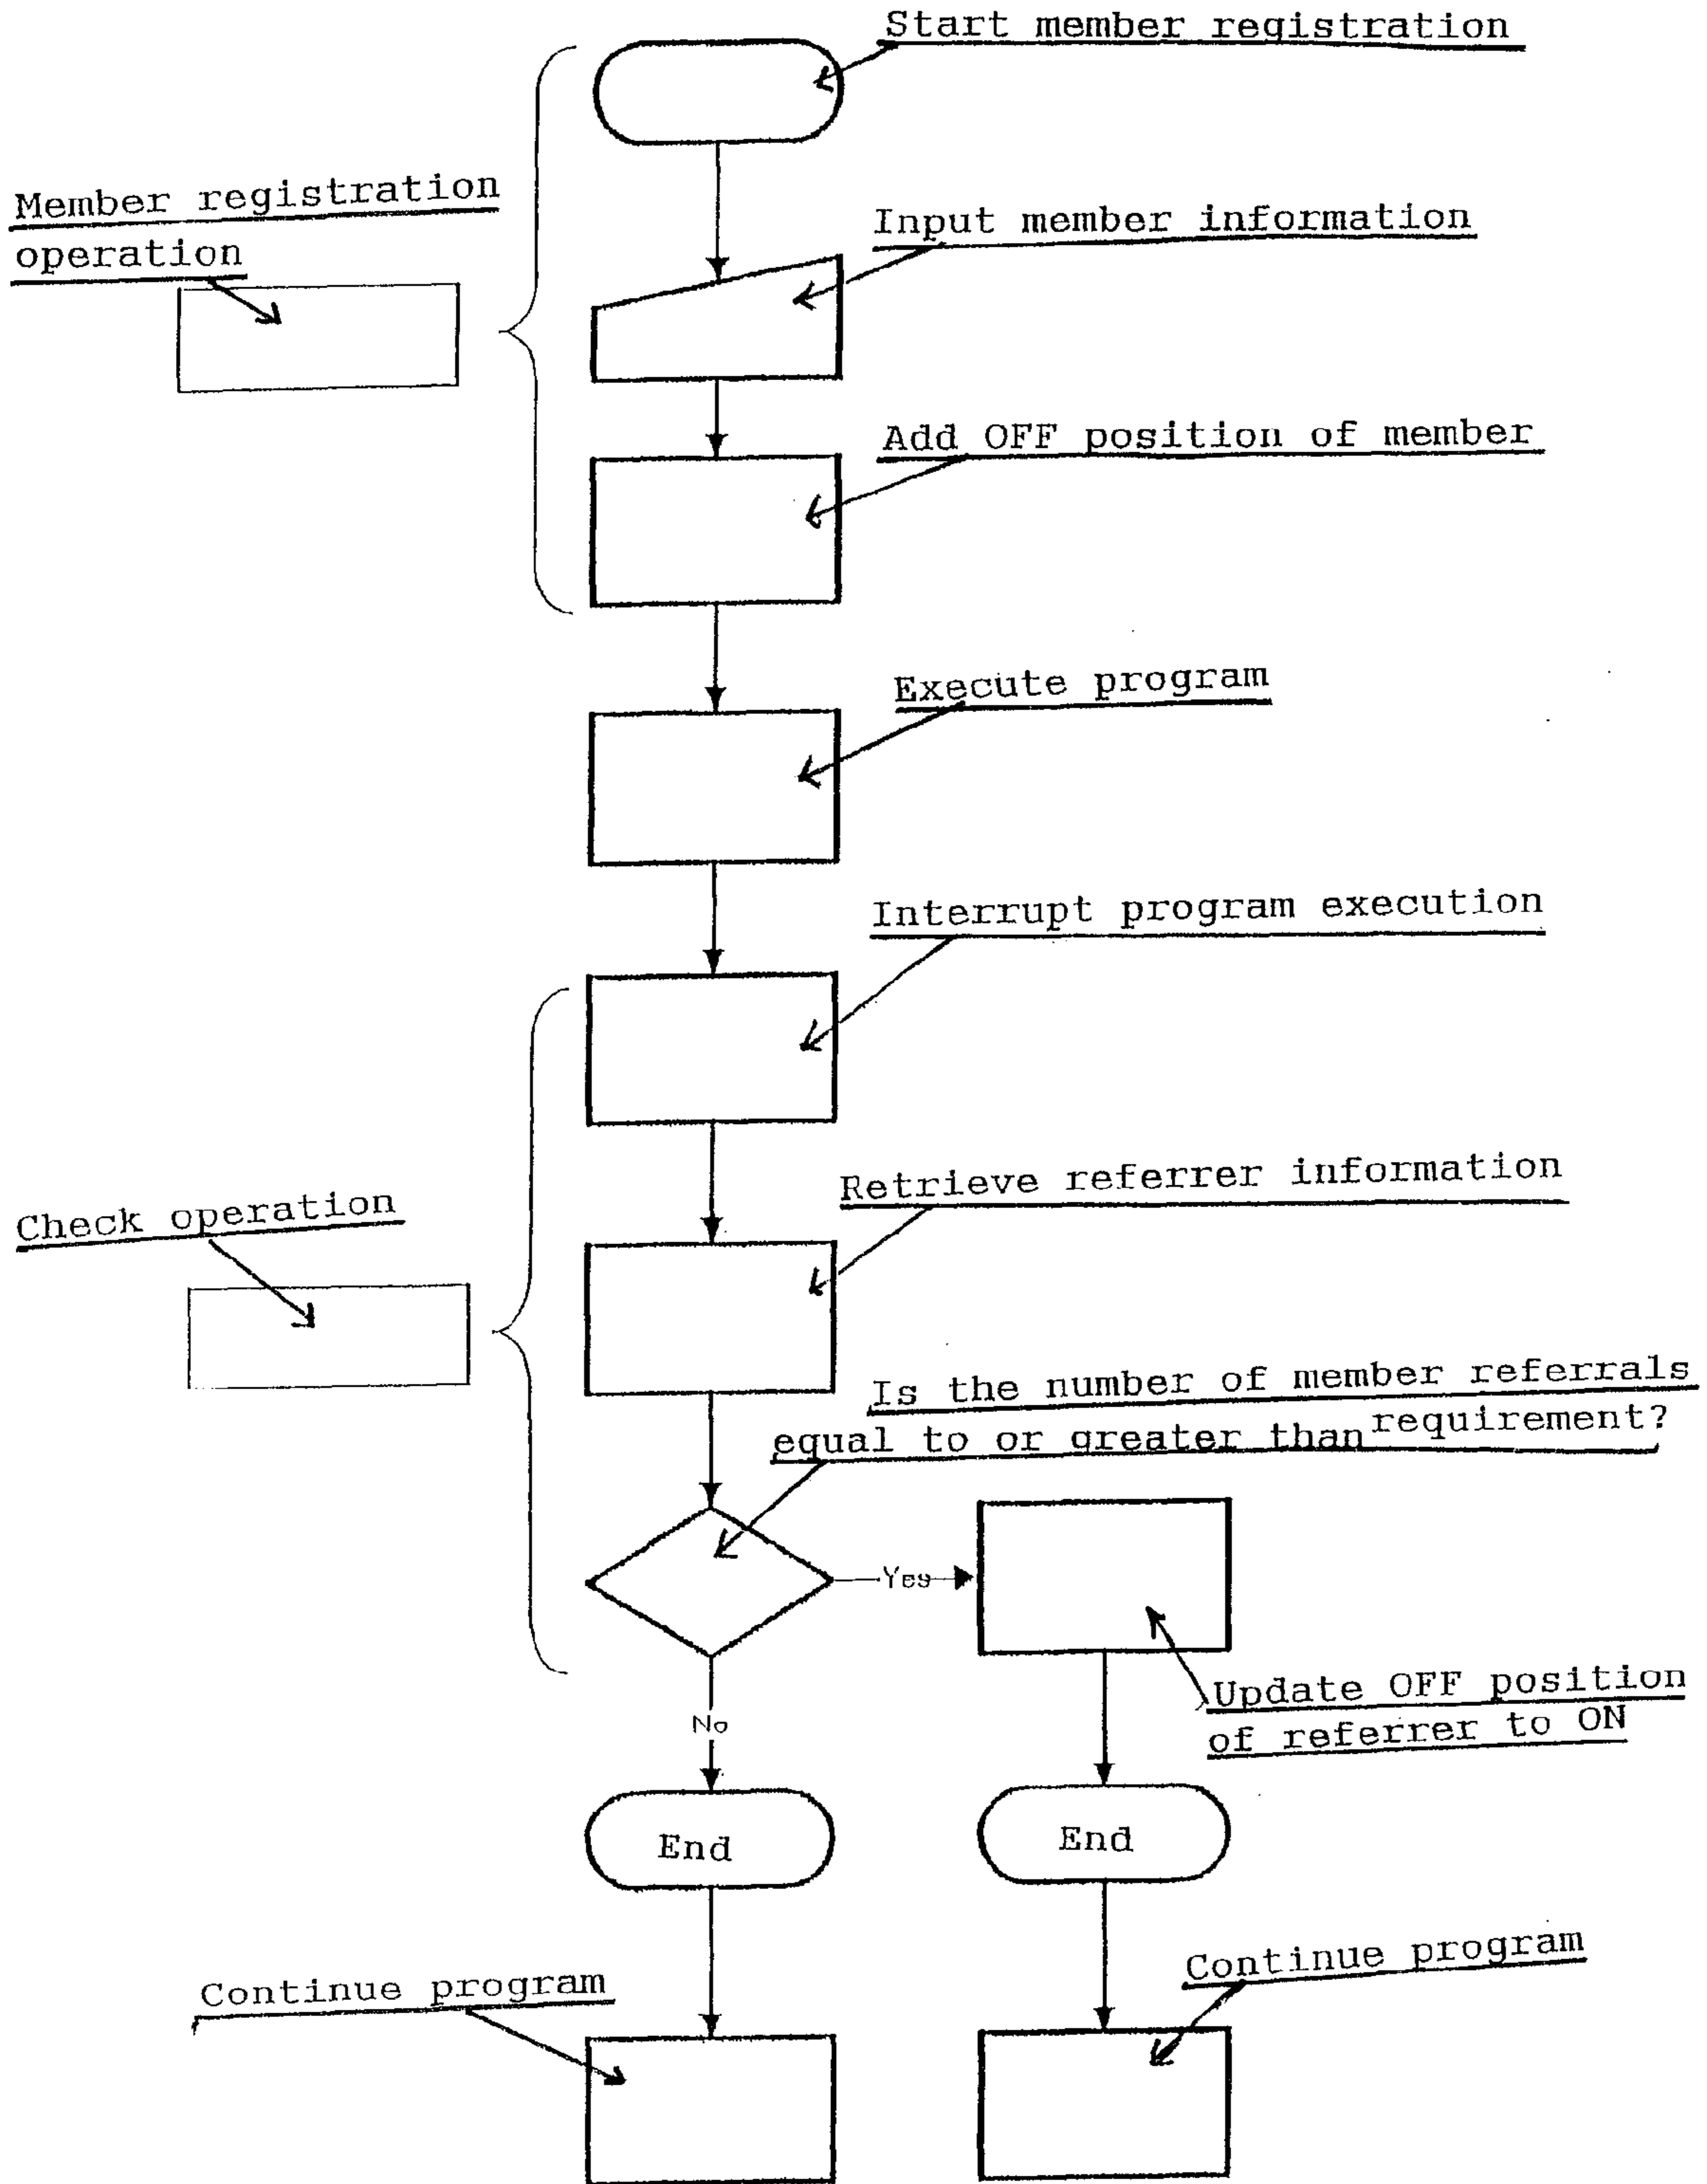 Start member registration
Member registration
operation
Input member information
Add OFF position of member
Execute program
Interrupt program execution
Retrieve referrer information
Check operation
Is the number of member referrals
equal to or greater than requirement?
Yes
Update OFF position
of referrer to ON
No
End
End
Continue program
Continue program